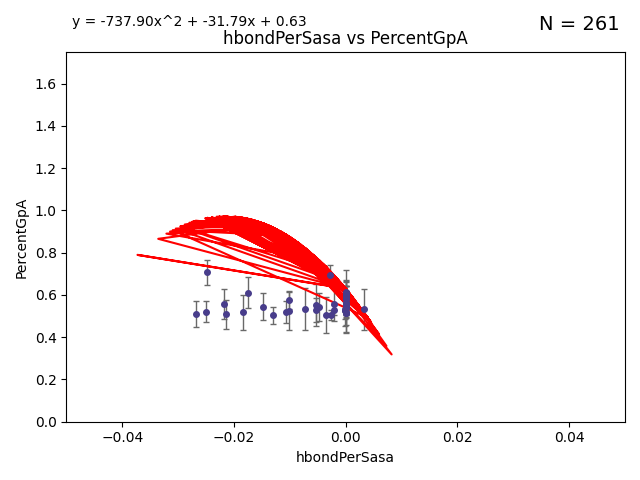 y = -737.90x^2 + -31.79x + 0.63
N = 261
hbondPerSasa vs PercentGpA
1.6
1.4
1.2
1.0
0.8
0.6
0.4
0.2
0.0
PercentGpA
−0.04
−0.02
0.00
0.02
0.04
hbondPerSasa